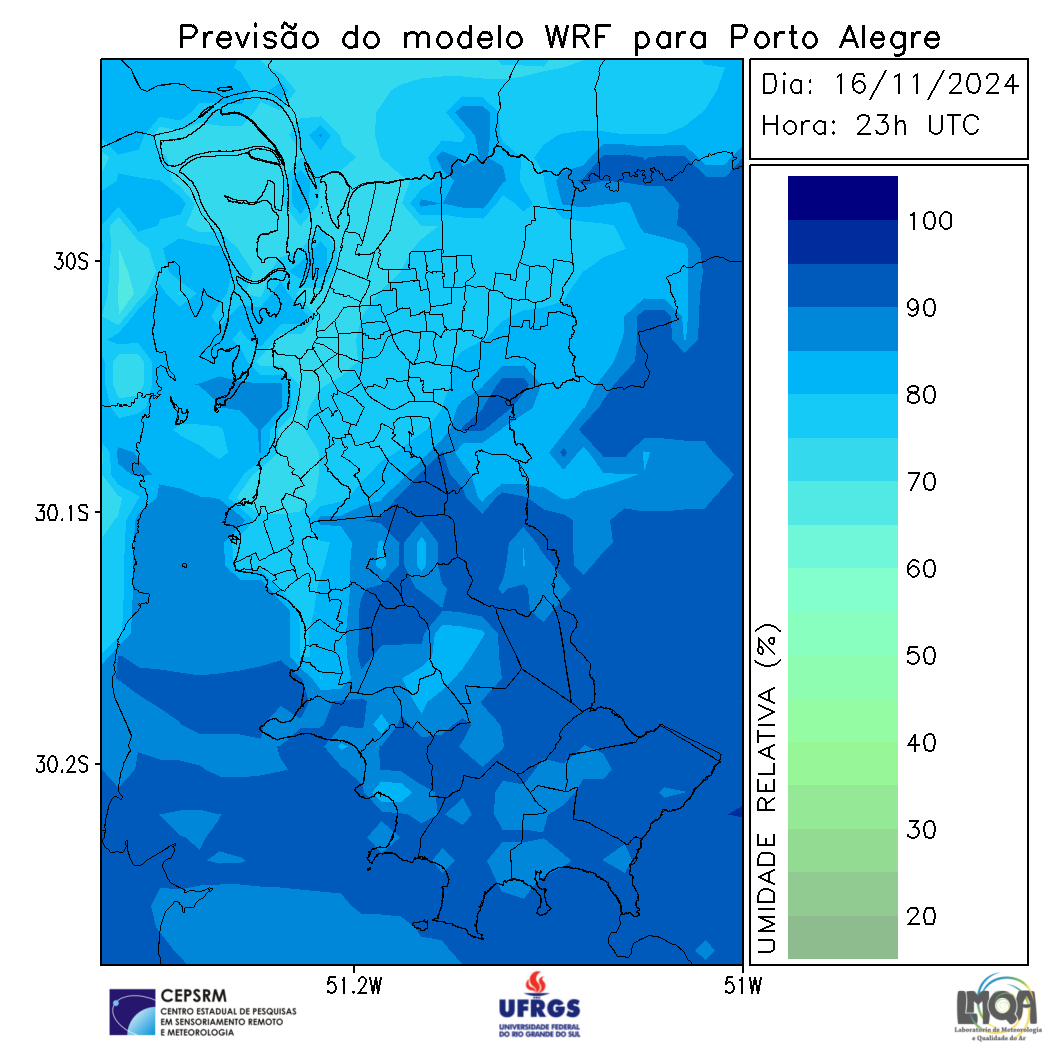 Previsão do modelo WRF para Porto Alegre
Dia: 16/11/2024
Hora: 23h UTC
30S
30.1S
30.2S
51.2W
51W
UMIDADE RELATIVA (%)
100
90
80
70
60
50
40
30
20
CEPSRM
CENTRO ESTADUAL DE PESQUISAS
EM SENSORIAMENTO REMOTO
E METEOROLOGIA
UFRGS
UNIVERSIDADE FEDERAL
DO RIO GRANDE DO SUL
LMQA
Laboratório de Meteorologia
e Qualidade do Ar